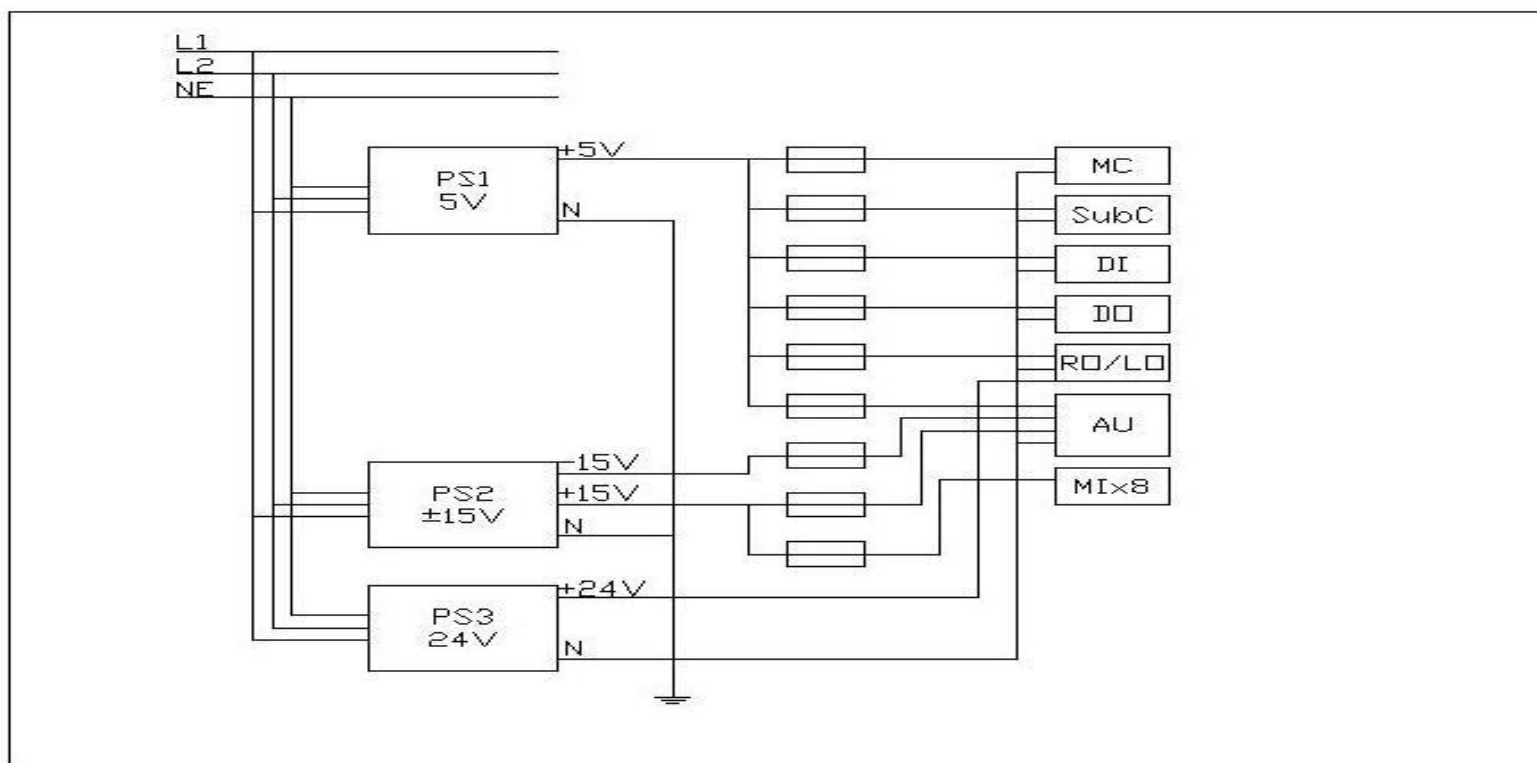 L1
L2
NE
PS1
5V
+5V
N
MC
SubC
DI
DO
RO/LO
AU
MIx8
PS2
±15V
-15V
+15V
N
PS3
24V
+24V
N